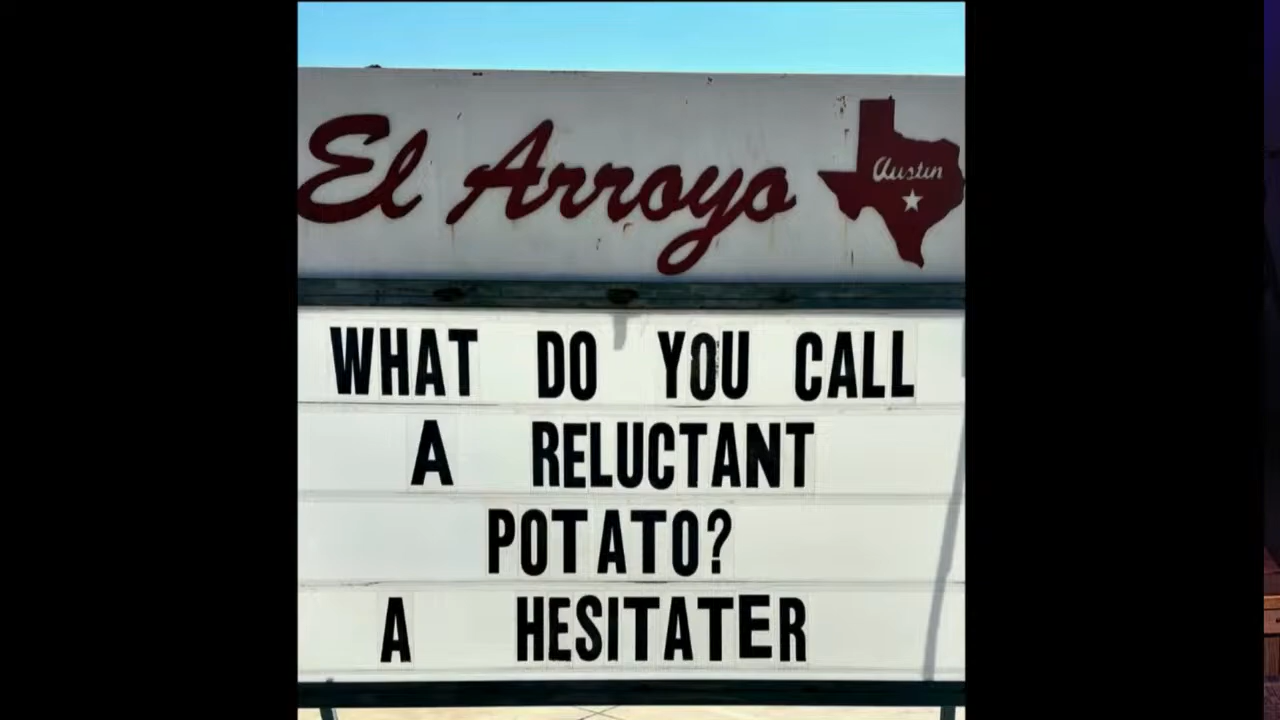 El Arroyo
Austin
WHAT DO YOU CALL
A RELUCTANT
POTATO?
A HESITATER